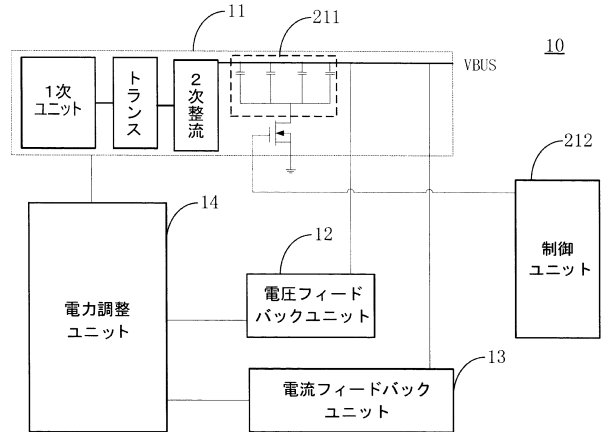 11
211
10
VBUS
1次
ユニット
トランス
2次整流
212
14
12
制御
ユニット
電力調整
ユニット
電圧フィード
バックユニット
13
電流フィードバック
ユニット